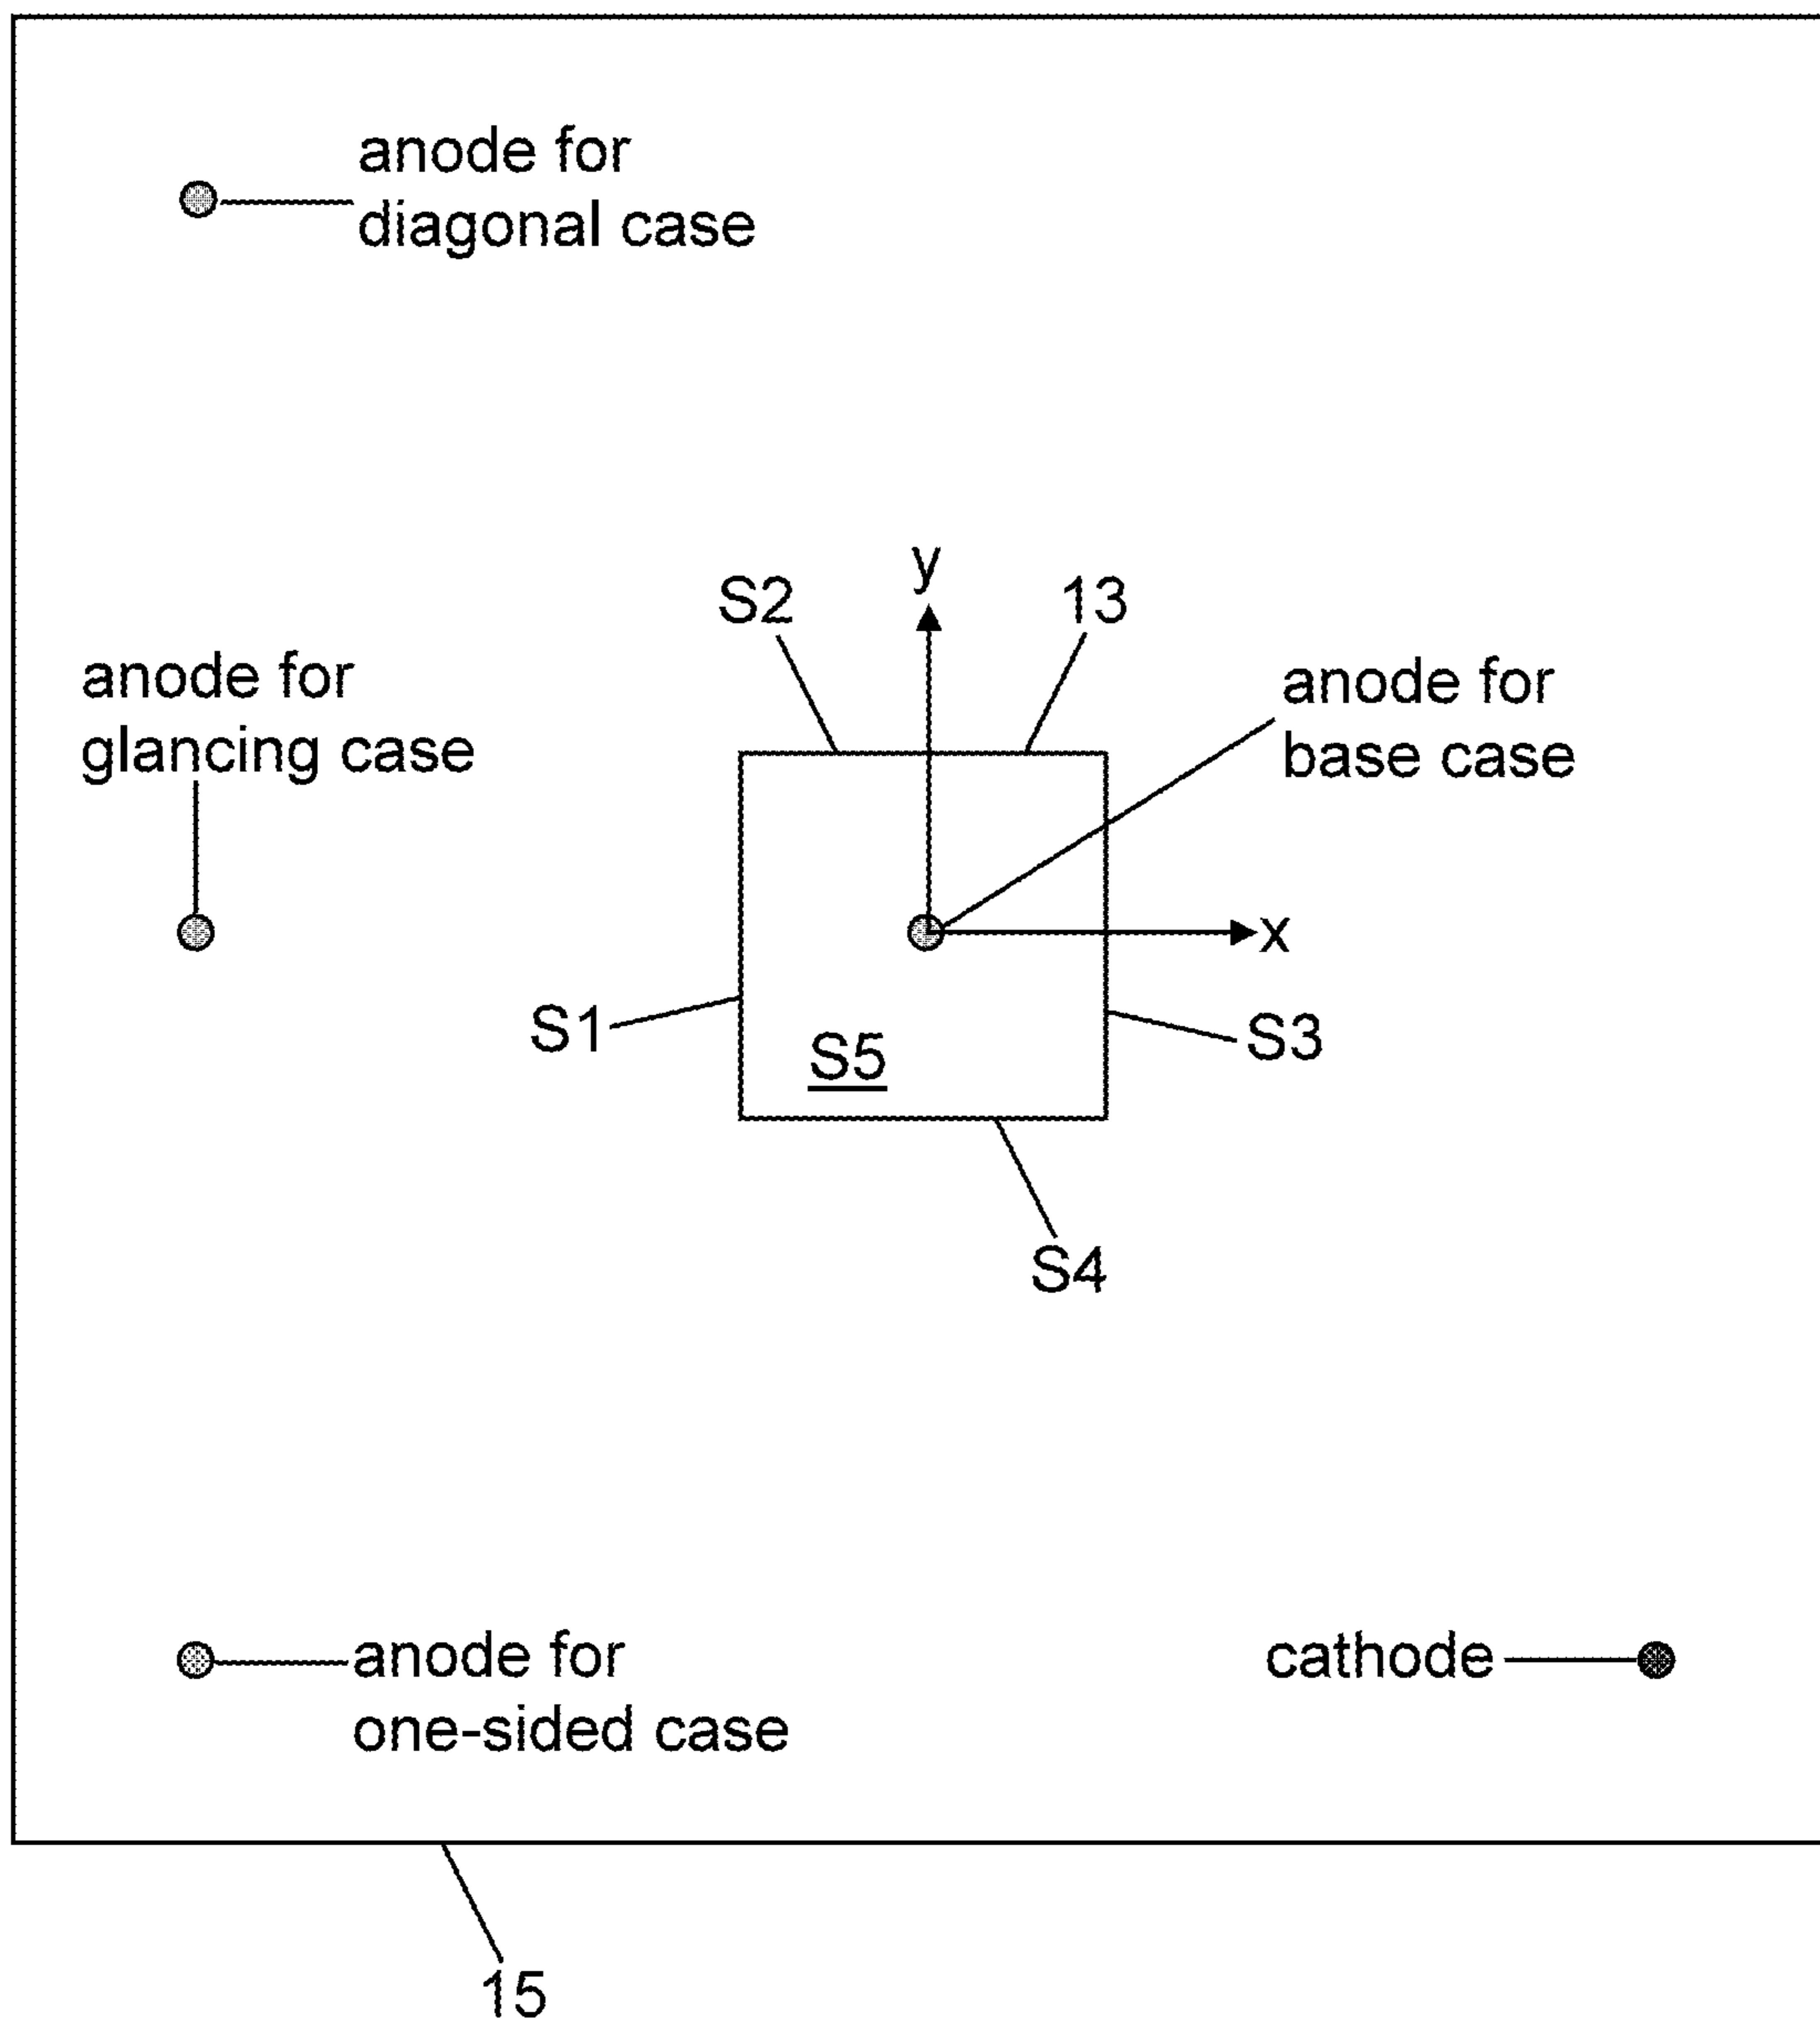 anode for
diagonal case
y
S2
13
anode for
glancing case
anode for
base case
x
S1
S5
S3
S4
anode for
one-sided case
cathode
15